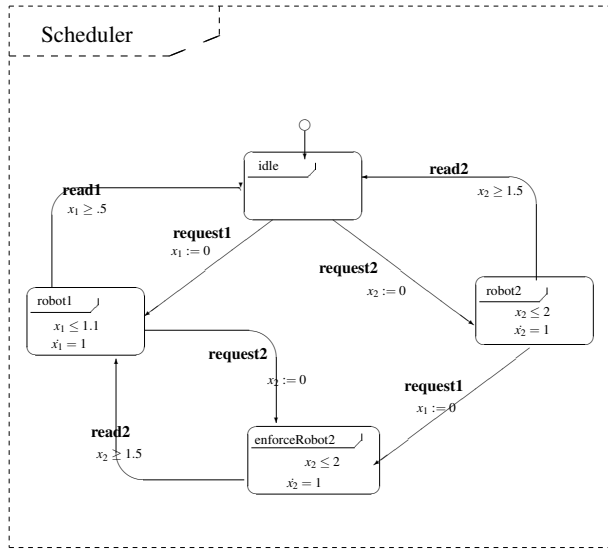 Scheduler
idle
read2
x₂ ≥ 1.5
read1
x₁ ≥ .5
request1
x₁ := 0
request2
x₂ := 0
robot1
x₁ ≤ 1.1
ẋ₁ = 1
robot2
x₂ ≤ 2
ẋ₂ = 1
request2
x₂ := 0
request1
x₁ := 0
read2
x₂ ≥ 1.5
enforceRobot2
x₂ ≤ 2
ẋ₂ = 1